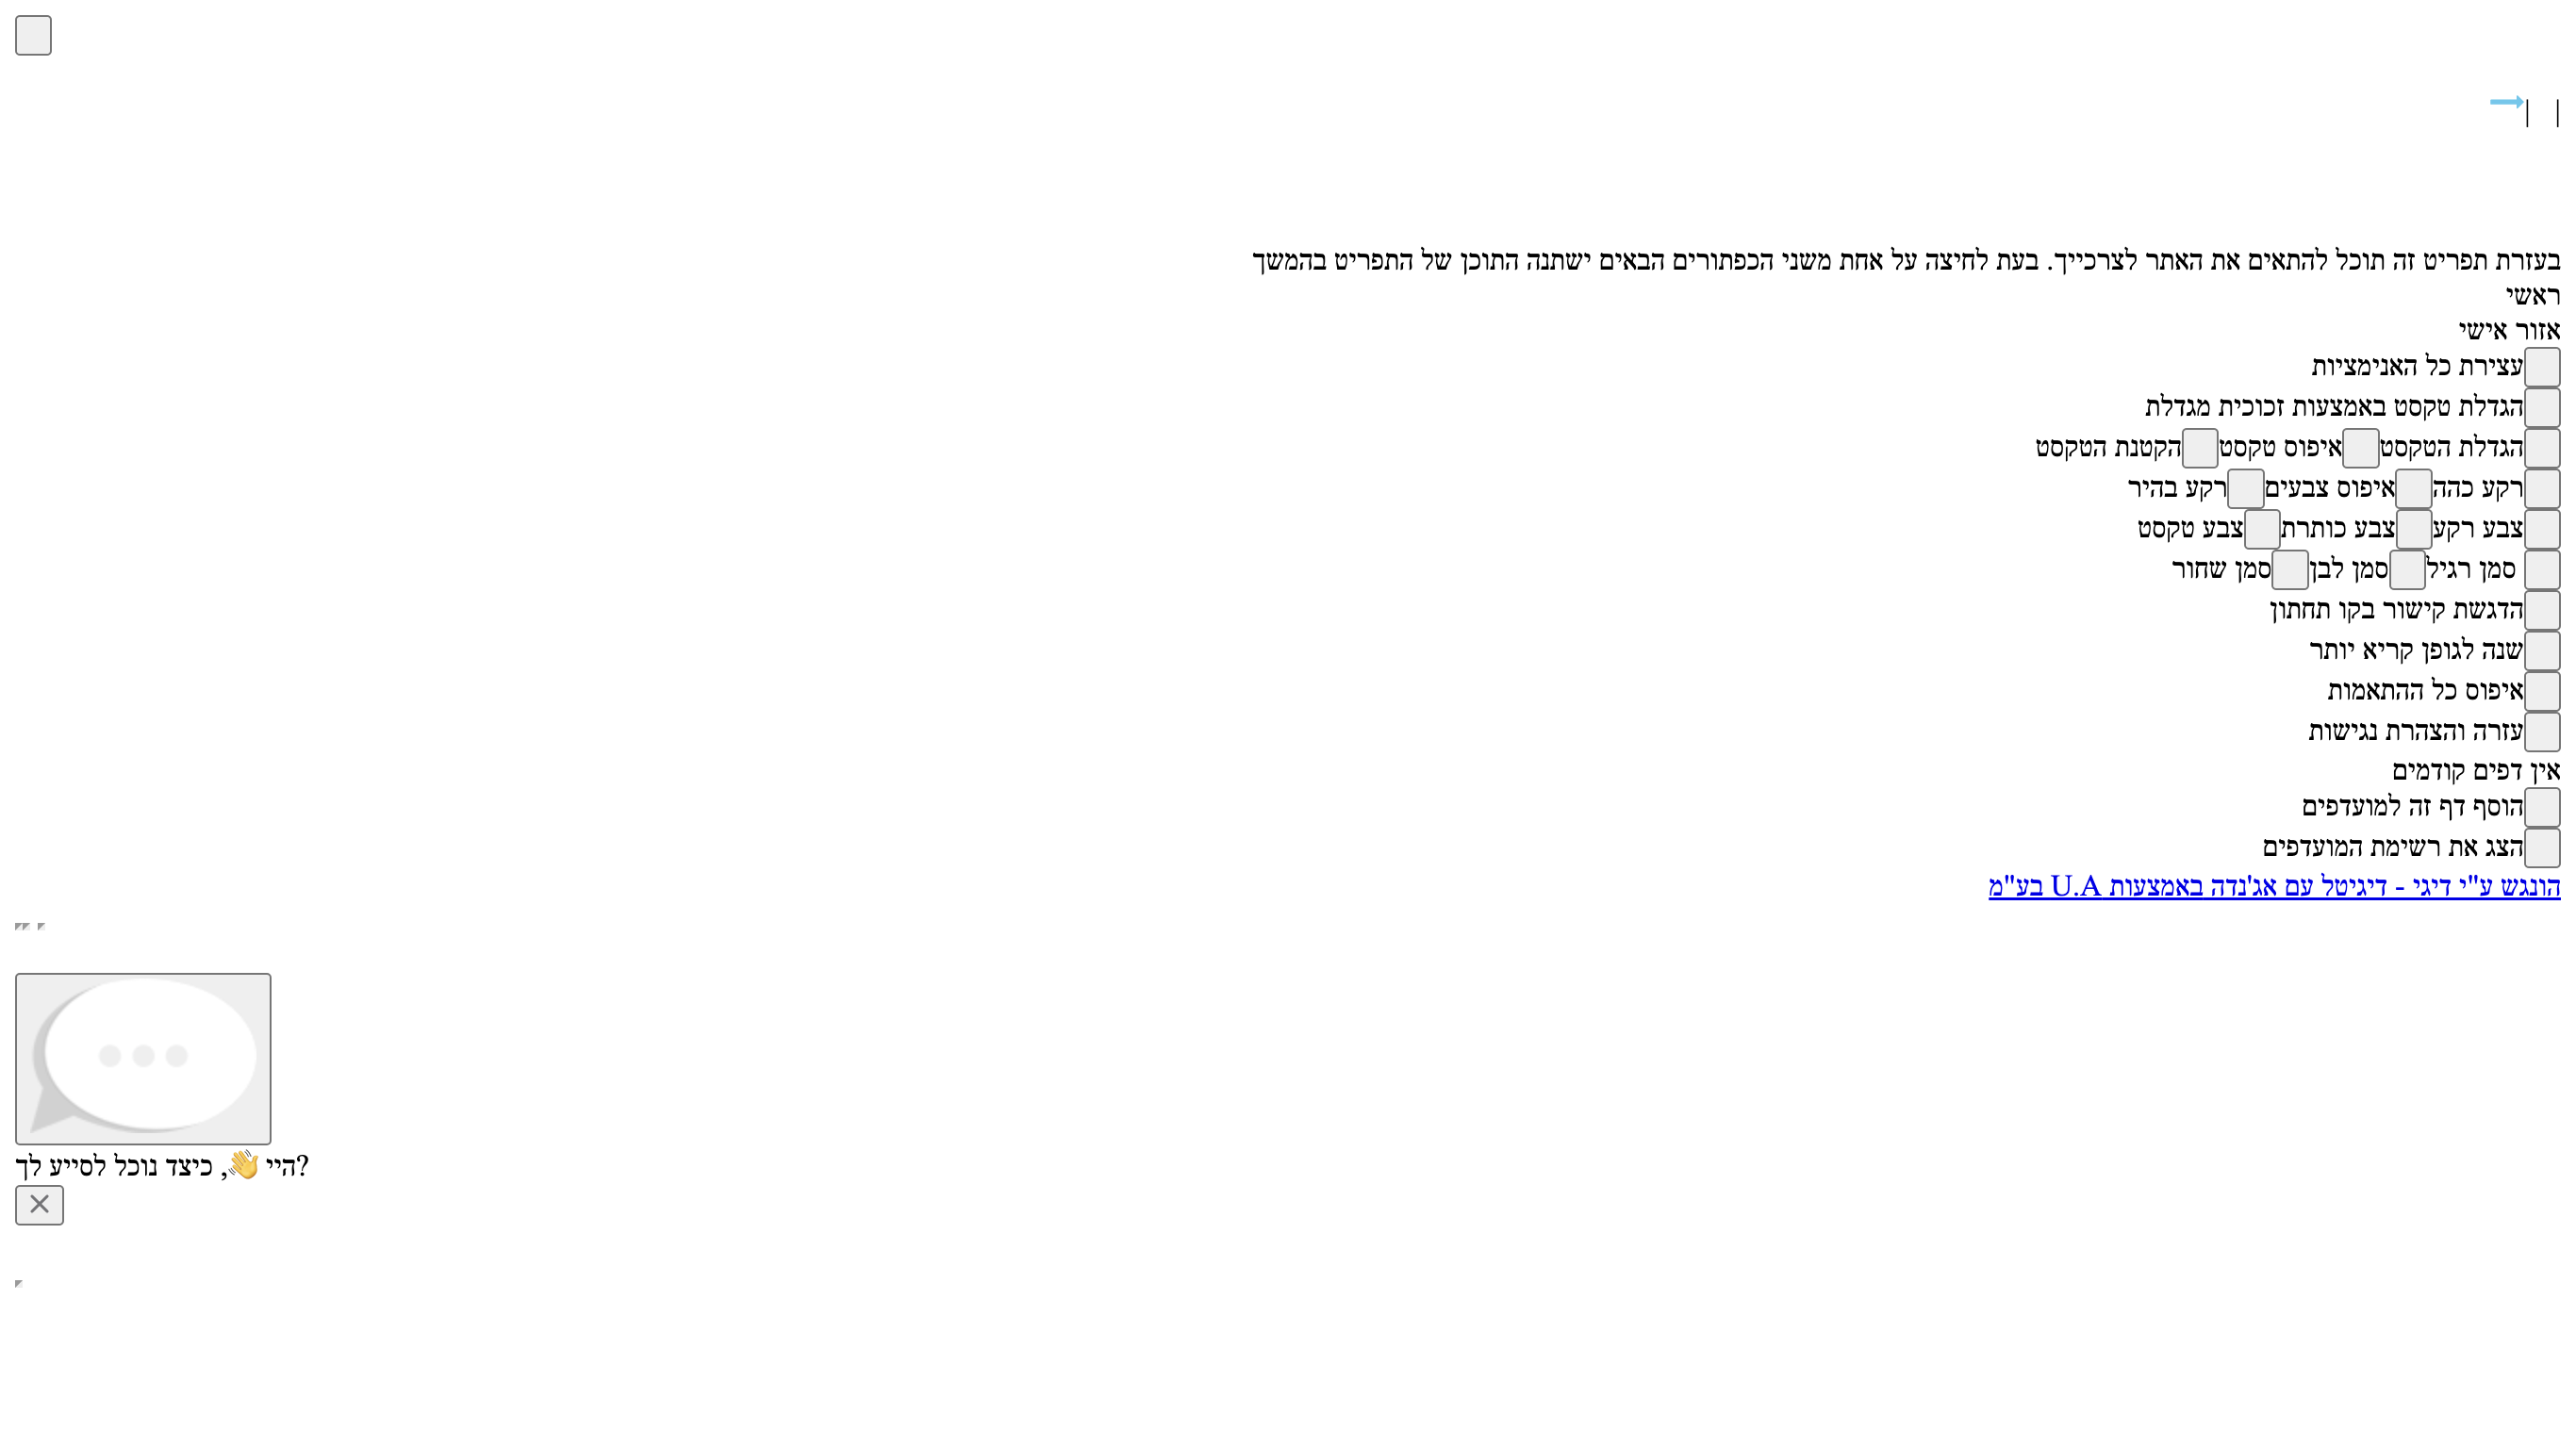 בעזרת תפריט זה תוכל להתאים את האתר לצרכייך. בעת לחיצה על אחת משני הכפתורים הבאים ישתנה התוכן של התפריט בהמשך
ראשי
אזור אישי
עצירת כל האנימציות
הגדלת טקסט באמצעות זכוכית מגדלת
הגדלת הטקסט איפוס טקסט הקטנת הטקסט
רקע כהה איפוס צבעים רקע בהיר
צבע רקע צבע כותרת צבע טקסט
סמן רגיל סמן לבן סמן שחור
הדגשת קישור בקו תחתון
שנה לגופן קריא יותר
איפוס כל ההתאמות
עזרה והצהרת נגישות
אין דפים קודמים
הוסף דף זה למועדפים
הצג את רשימת המועדפים
הונגש ע"י דיגי - דיגיטל עם אג'נדה באמצעות U.A בע"מ
היי 👋, כיצד נוכל לסייע לך?